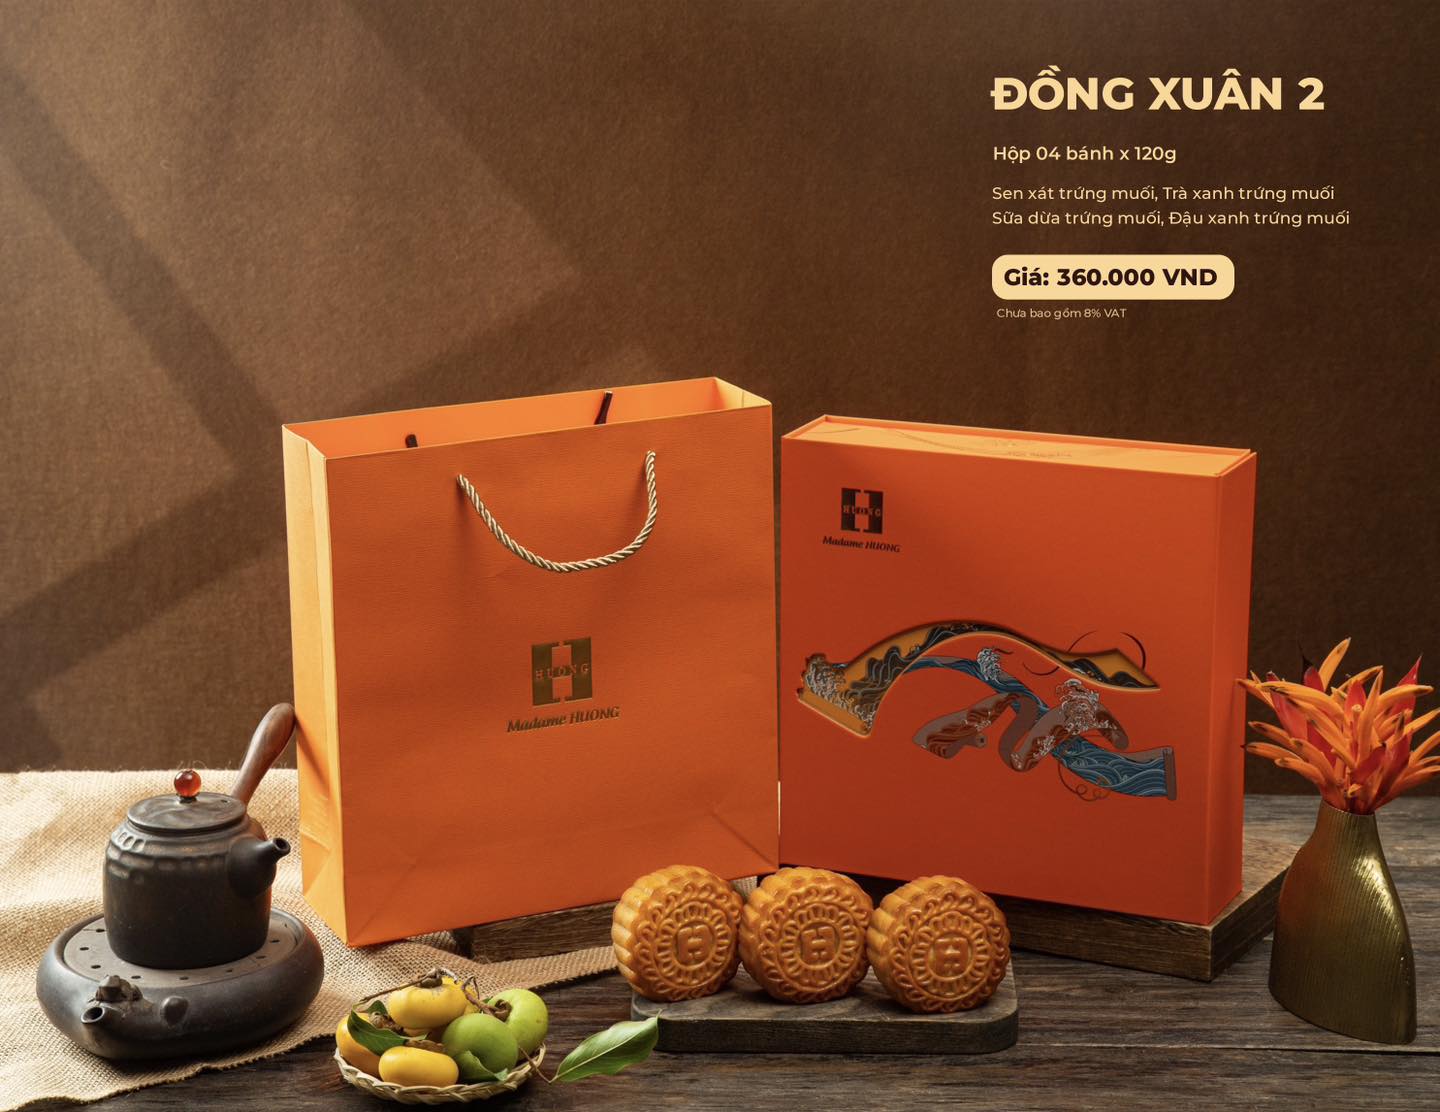 ĐỒNG XUÂN 2
Hộp 04 bánh x 120g
Sen xát trứng muối, Trà xanh trứng muối
Sữa dừa trứng muối, Đậu xanh trứng muối
Giá: 360.000 VND
Chưa bao gồm 8% VAT
HUONG
Madame HUONG
HUONG
Madame HUONG